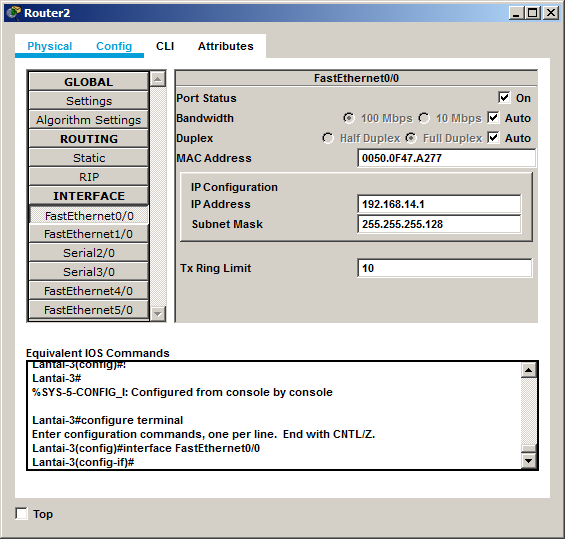 Router2
Physical Config CLI Attributes
GLOBAL
Settings
Algorithm Settings
ROUTING
Static
RIP
INTERFACE
FastEthernet0/0
FastEthernet1/0
Serial2/0
Serial3/0
FastEthernet4/0
FastEthernet5/0
FastEthernet0/0
Port Status On
Bandwidth 100 Mbps 10 Mbps Auto
Duplex Half Duplex Full Duplex Auto
MAC Address 0050.0F47.A277
IP Configuration
IP Address 192.168.14.1
Subnet Mask 255.255.255.128
Tx Ring Limit 10
Equivalent IOS Commands
Lantai-3(config)#!
Lantai-3#
%SYS-5-CONFIG_I: Configured from console by console
Lantai-3#configure terminal
Enter configuration commands, one per line. End with CNTL/Z.
Lantai-3(config)#interface FastEthernet0/0
Lantai-3(config-if)#
Top